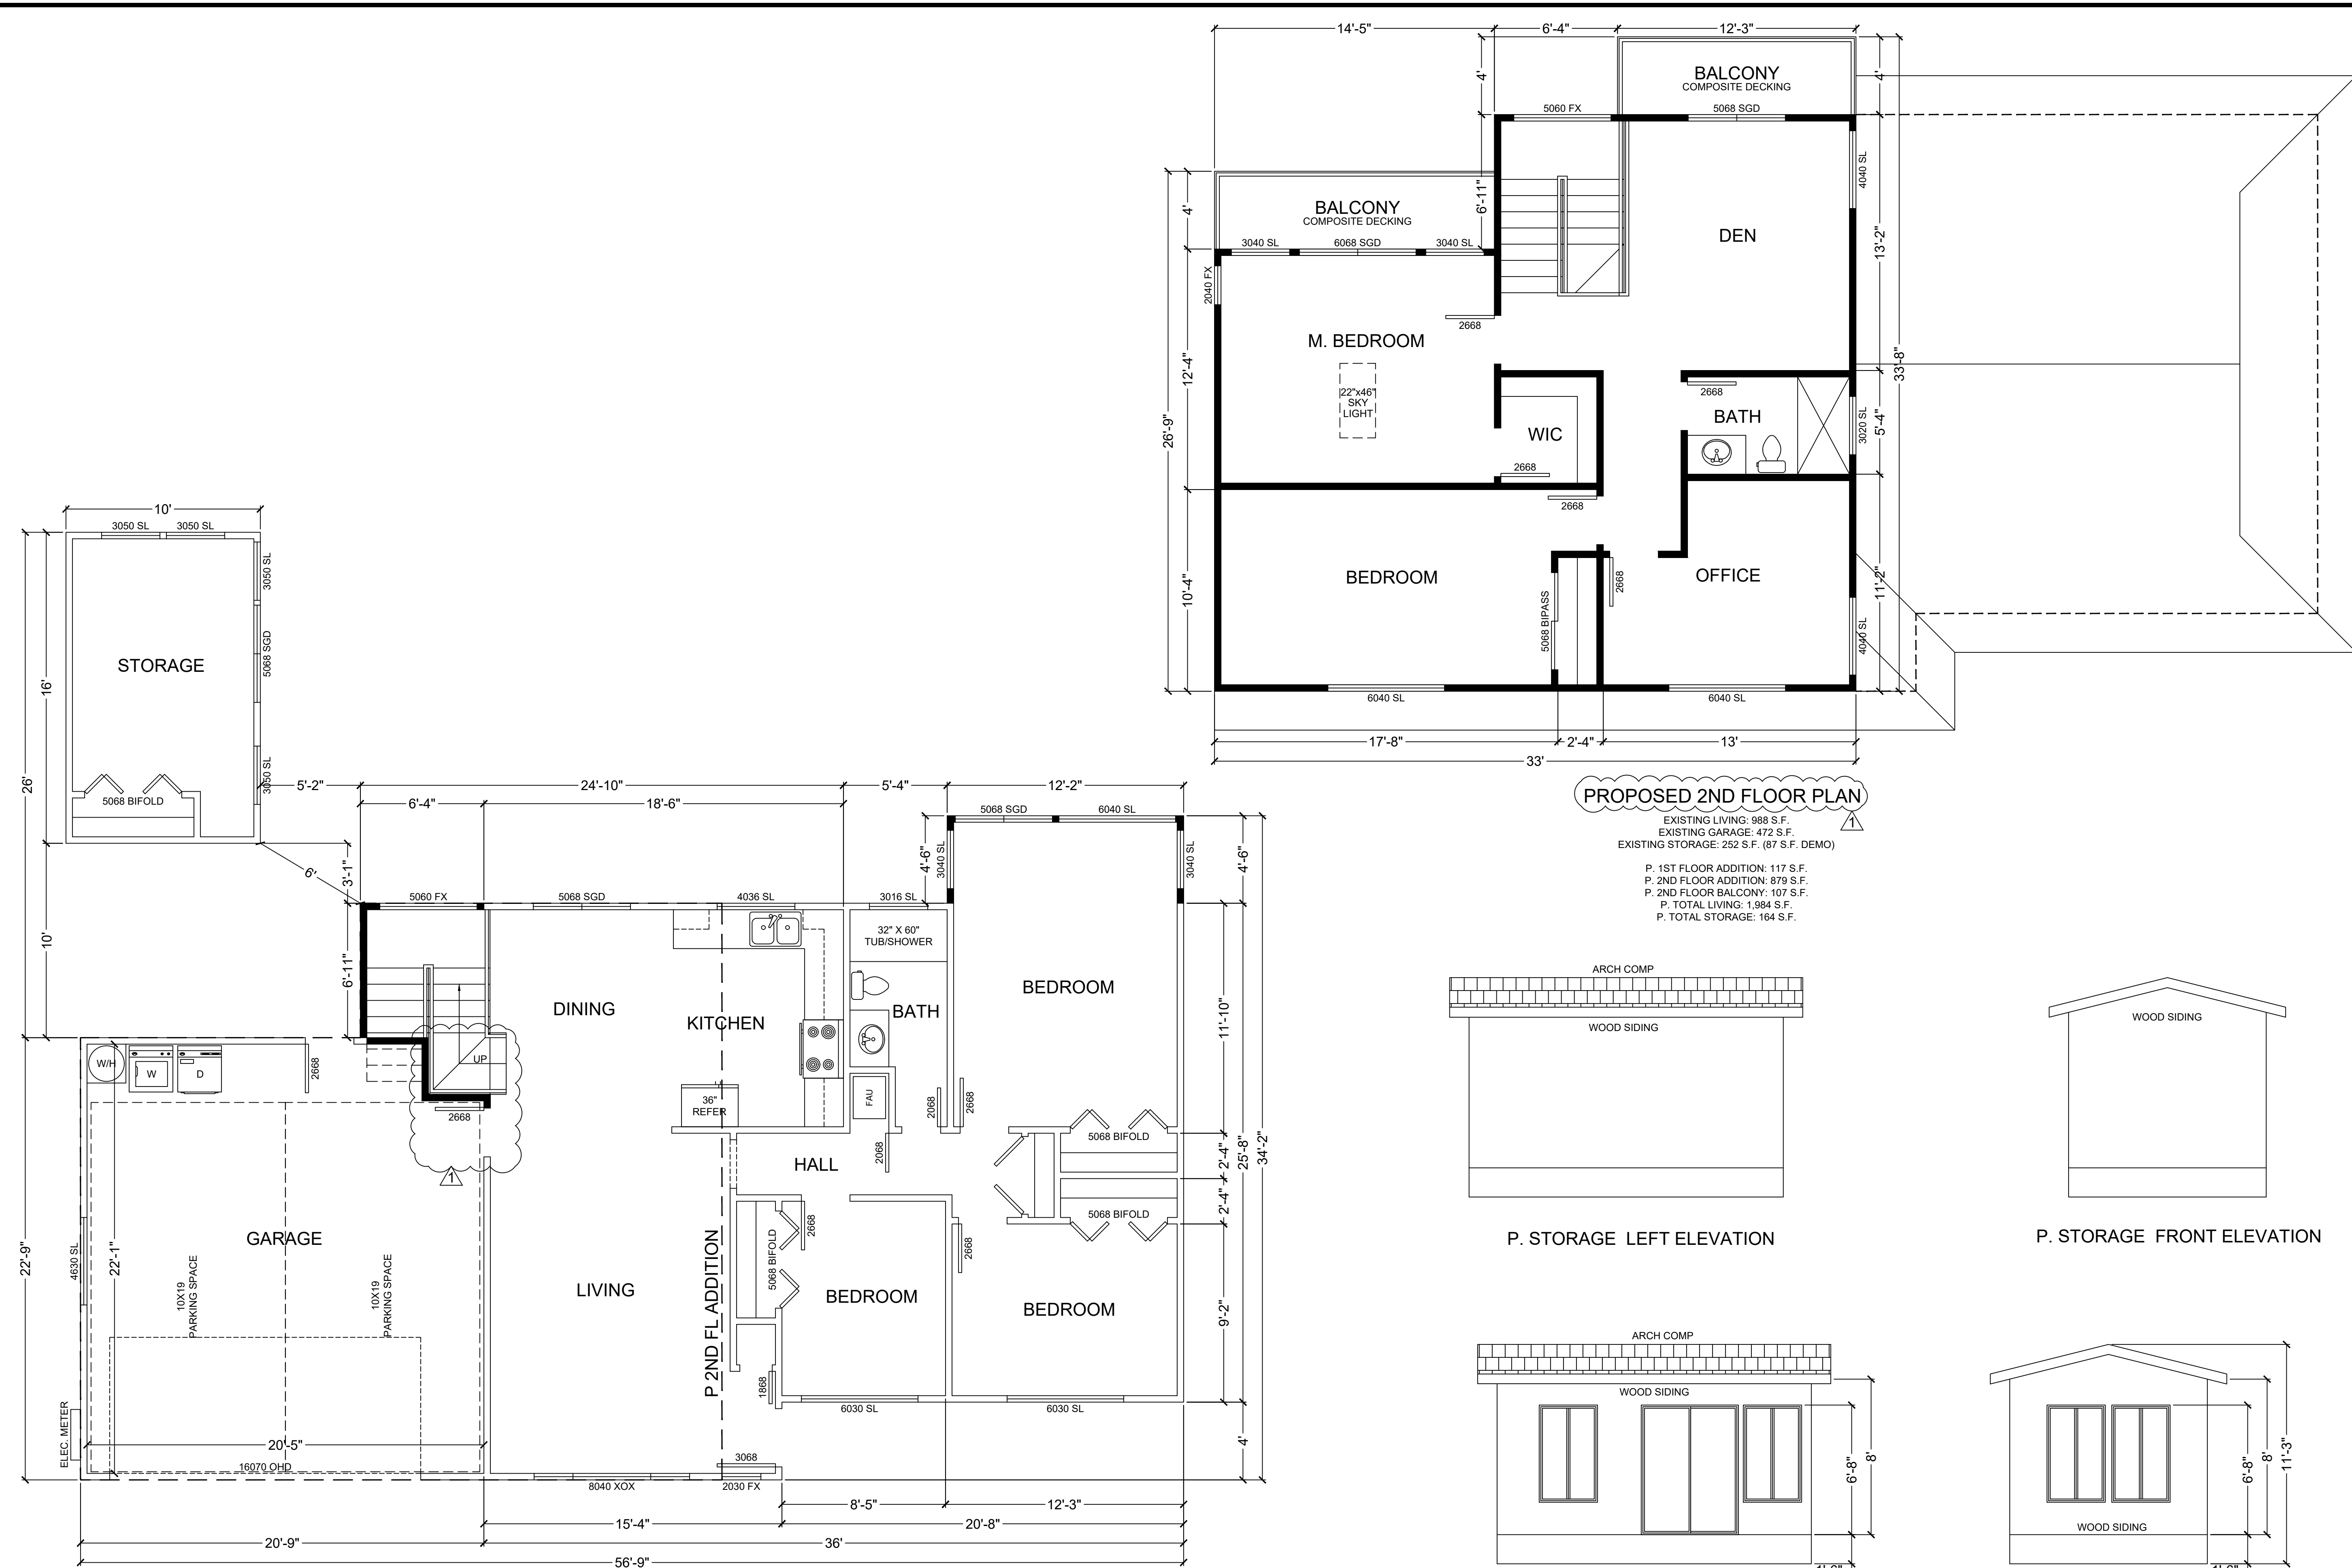 14'-5"
6'-4"
12'-3"
4'
BALCONY
COMPOSITE DECKING
4'
5060 FX
5068 SGD
4040 SL
6'-11"
4'
BALCONY
COMPOSITE DECKING
3040 SL
6068 SGD
3040 SL
2040 FX
DEN
13'-2"
33'-8"
2668
M. BEDROOM
12'-4"
22"x46"
SKY
LIGHT
26'-9"
2668
BATH
3020 SL
5'-4"
WIC
2668
2668
BEDROOM
10'-4"
5068 BIPASS
2668
OFFICE
11'-2"
4040 SL
6040 SL
6040 SL
17'-8"
2'-4"
13'
33'
PROPOSED 2ND FLOOR PLAN
1
EXISTING LIVING: 988 S.F.
EXISTING GARAGE: 472 S.F.
EXISTING STORAGE: 252 S.F. (87 S.F. DEMO)
P. 1ST FLOOR ADDITION: 117 S.F.
P. 2ND FLOOR ADDITION: 879 S.F.
P. 2ND FLOOR BALCONY: 107 S.F.
P. TOTAL LIVING: 1,984 S.F.
P. TOTAL STORAGE: 164 S.F.
10'
3050 SL
3050 SL
3050 SL
STORAGE
5068 SGD
16'
26'
3050 SL
5068 BIFOLD
5'-2"
24'-10"
5'-4"
12'-2"
6'-4"
18'-6"
5068 SGD
6040 SL
4'-6"
3040 SL
3040 SL
4'-6"
6'
3'-1"
5060 FX
5068 SGD
4036 SL
3016 SL
32" X 60"
TUB/SHOWER
10'
6'-11"
DINING
KITCHEN
BATH
BEDROOM
11'-10"
UP
W/H
W
D
2668
2668
36"
REFER
FAU
2068
2668
5068 BIFOLD
2'-4"
25'-8"
34'-2"
HALL
2068
1
2'-4"
5068 BIFOLD
2668
2668
5068 BIFOLD
GARAGE
22'-9"
4630 SL
22'-1"
10X19
PARKING SPACE
10X19
PARKING SPACE
LIVING
P 2ND FL ADDITION
BEDROOM
BEDROOM
9'-2"
1868
6030 SL
6030 SL
ELEC. METER
20'-5"
16070 OHD
3068
8040 XOX
2030 FX
4'
8'-5"
12'-3"
15'-4"
20'-8"
20'-9"
36'
56'-9"
ARCH COMP
WOOD SIDING
P. STORAGE LEFT ELEVATION
WOOD SIDING
P. STORAGE FRONT ELEVATION
ARCH COMP
WOOD SIDING
6'-8"
8'
WOOD SIDING
6'-8"
8'
11'-3"